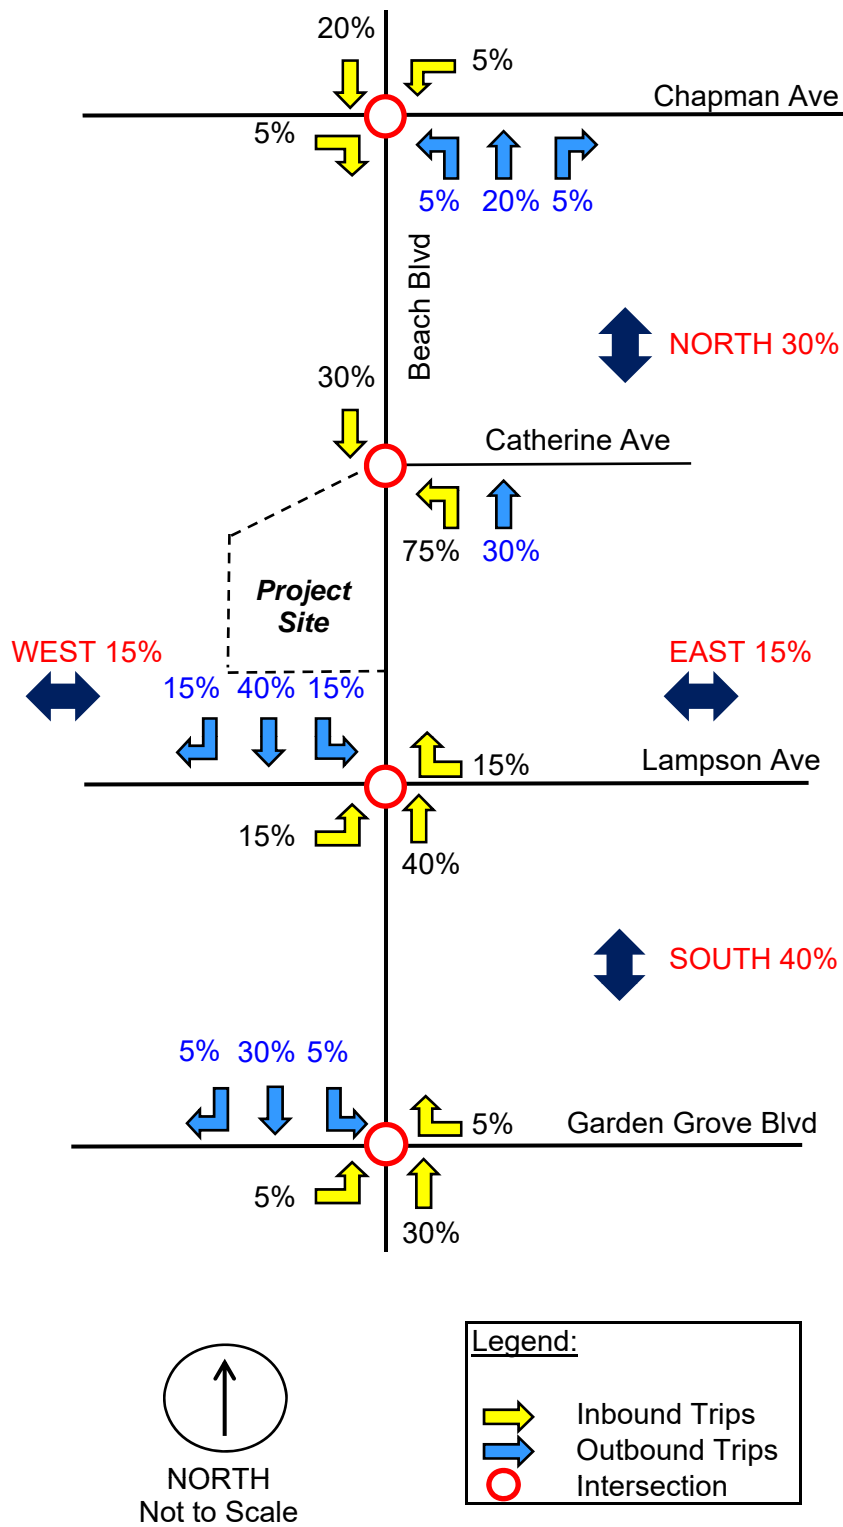 20%
5%
Chapman Ave
5%
5% 20% 5%
Beach Blvd
NORTH 30%
30%
Catherine Ave
75% 30%
Project
Site
WEST 15%
EAST 15%
15% 40% 15%
15%
Lampson Ave
15%
40%
SOUTH 40%
5% 30% 5%
5%
Garden Grove Blvd
5%
30%
Legend:
Inbound Trips
Outbound Trips
Intersection
NORTH
Not to Scale